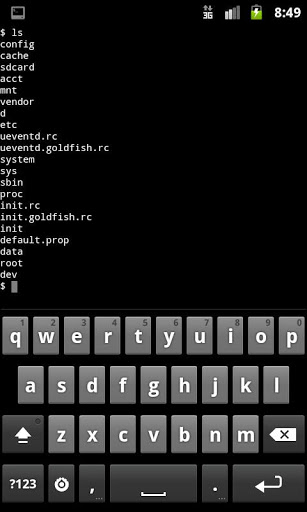 3G 8:49
$ ls
config
cache
sdcard
acct
mnt
vendor
d
etc
ueventd.rc
ueventd.goldfish.rc
system
sys
sbin
proc
init.rc
init.goldfish.rc
init
default.prop
data
root
dev
$
1 2 3 4 5 6 7 8 9 0
q w e r t y u i o p
a s d f g h j k l
z x c v b n m
?123 , ... . ...